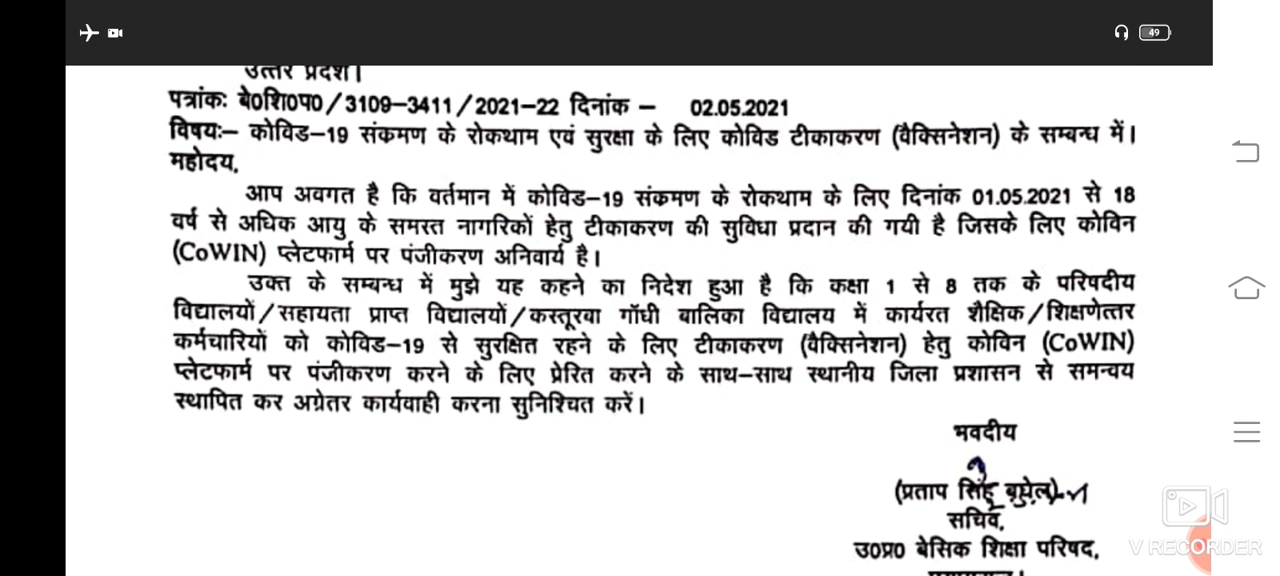 49
उत्तर प्रदेश।
पत्रांकः बे0शि0प0/3109-3411/2021-22 दिनांक - 02.05.2021
विषयः- कोविड-19 संक्रमण के रोकथाम एवं सुरक्षा के लिए कोविड टीकाकरण (वैक्सिनेशन) के सम्बन्ध में।
महोदय,
आप अवगत है कि वर्तमान में कोविड-19 संक्रमण के रोकथाम के लिए दिनांक 01.05.2021 से 18
वर्ष से अधिक आयु के समस्त नागरिकों हेतु टीकाकरण की सुविधा प्रदान की गयी है जिसके लिए कोविन
(CoWIN) प्लेटफार्म पर पंजीकरण अनिवार्य है।
उक्त के सम्बन्ध में मुझे यह कहने का निदेश हुआ है कि कक्षा 1 से 8 तक के परिषदीय
विद्यालयों/सहायता प्राप्त विद्यालयों/कस्तूरबा गॉधी बालिका विद्यालय में कार्यरत शैक्षिक/शिक्षणेत्तर
कर्मचारियों को कोविड-19 से सुरक्षित रहने के लिए टीकाकरण (वैक्सिनेशन) हेतु कोविन (CoWIN)
प्लेटफार्म पर पंजीकरण करने के लिए प्रेरित करने के साथ-साथ स्थानीय जिला प्रशासन से समन्वय
स्थापित कर अग्रेतर कार्यवाही करना सुनिश्चित करें।
भवदीय
(प्रताप सिंह बघेल)
सचिव,
उ0प्र0 बेसिक शिक्षा परिषद,
V RECORDER